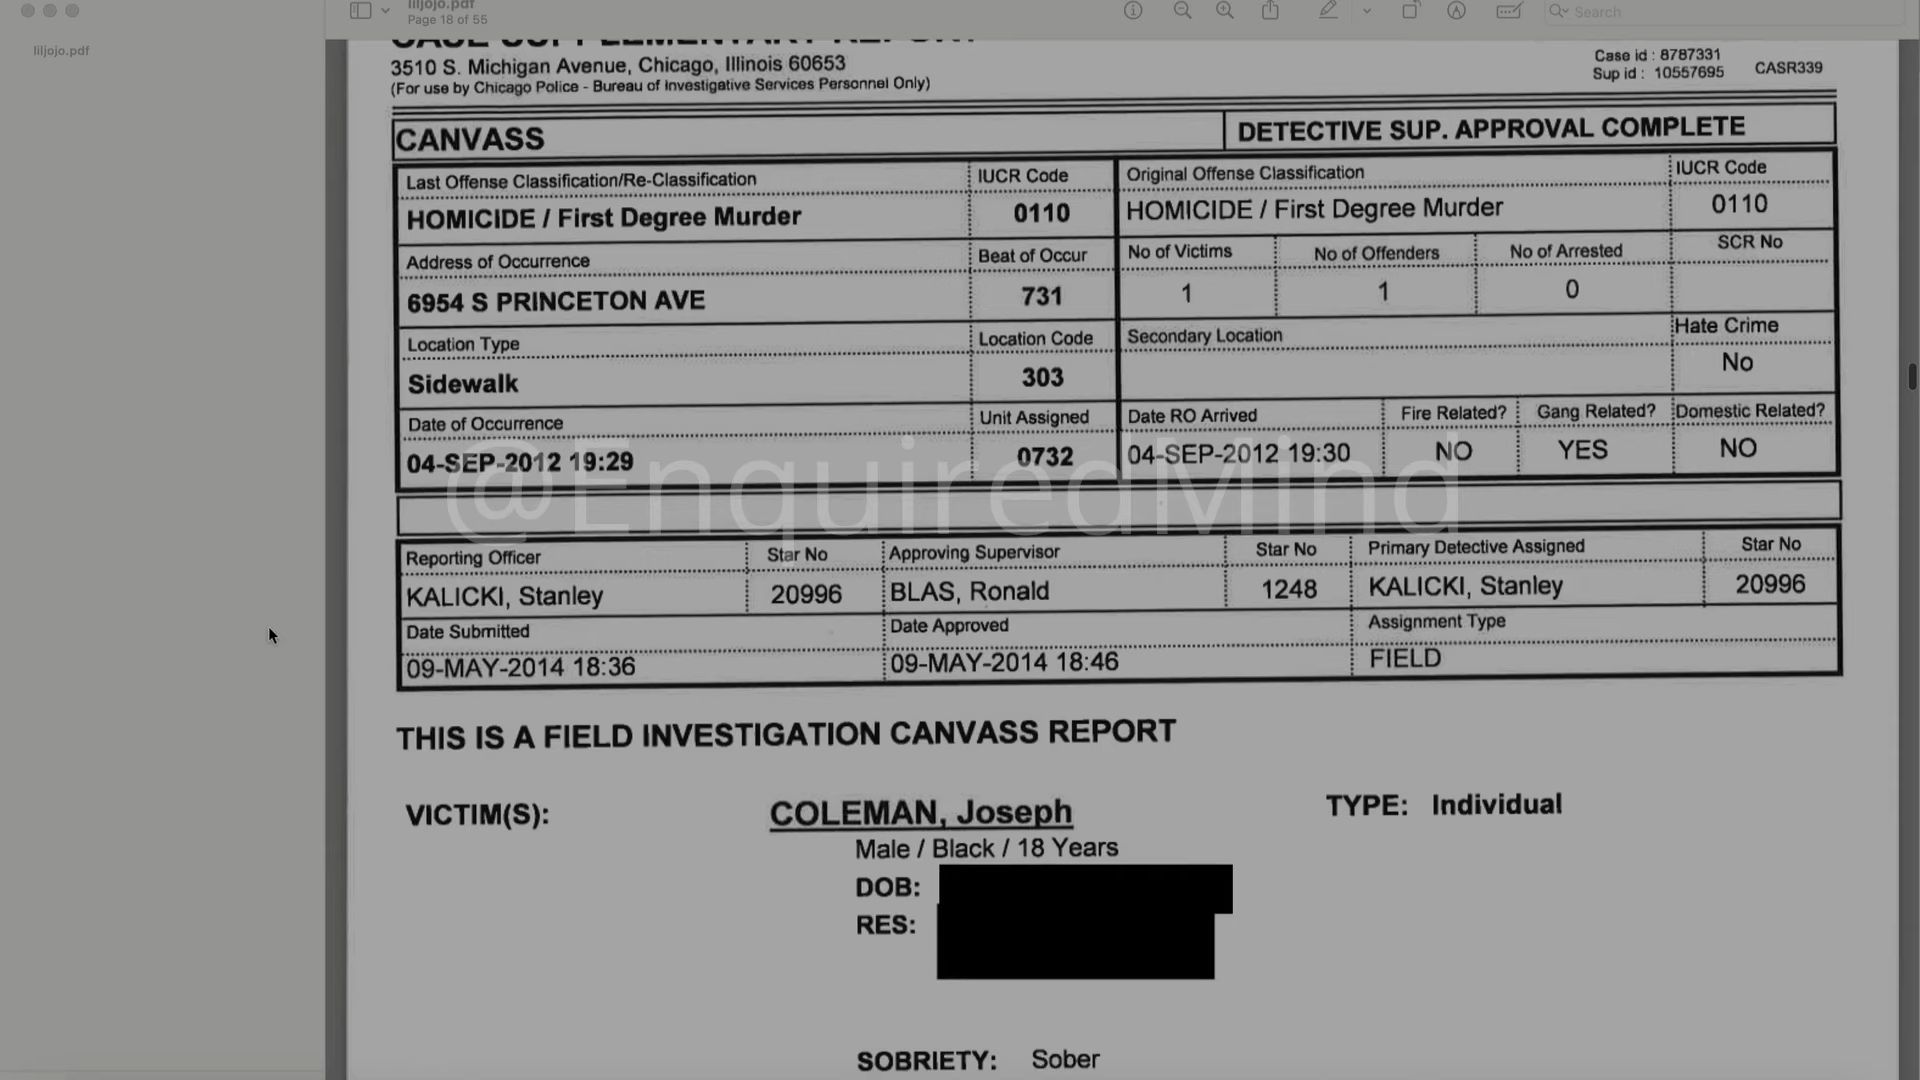 liljojo.pdf
Page 18 of 55
Search
liljojo.pdf
CASE SUPPLEMENTARY REPORT
3510 S. Michigan Avenue, Chicago, Illinois 60653
(For use by Chicago Police - Bureau of Investigative Services Personnel Only)
Case id : 8787331
Sup id : 10557695 CASR339
CANVASS DETECTIVE SUP. APPROVAL COMPLETE
Last Offense Classification/Re-Classification IUCR Code Original Offense Classification IUCR Code
HOMICIDE / First Degree Murder 0110 HOMICIDE / First Degree Murder 0110
Address of Occurrence Beat of Occur No of Victims No of Offenders No of Arrested SCR No
6954 S PRINCETON AVE 731 1 1 0
Location Type Location Code Secondary Location Hate Crime
Sidewalk 303 No
Date of Occurrence Unit Assigned Date RO Arrived Fire Related? Gang Related? Domestic Related?
04-SEP-2012 19:29 0732 04-SEP-2012 19:30 NO YES NO
@EnquiredMind
Reporting Officer Star No Approving Supervisor Star No Primary Detective Assigned Star No
KALICKI, Stanley 20996 BLAS, Ronald 1248 KALICKI, Stanley 20996
Date Submitted Date Approved Assignment Type
09-MAY-2014 18:36 09-MAY-2014 18:46 FIELD
THIS IS A FIELD INVESTIGATION CANVASS REPORT
VICTIM(S): COLEMAN, Joseph TYPE: Individual
Male / Black / 18 Years
DOB:
RES:
SOBRIETY: Sober